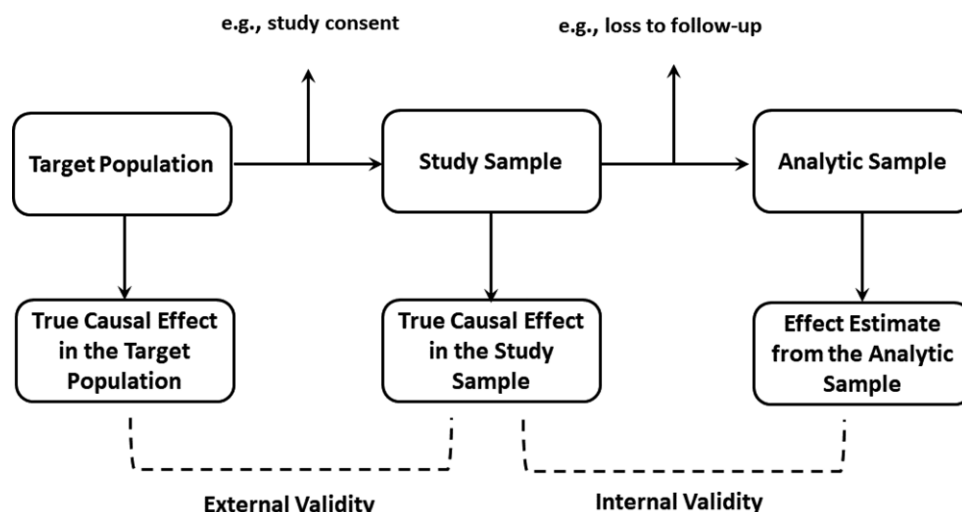 e.g., study consent
e.g., loss to follow-up
Target Population
Study Sample
Analytic Sample
True Causal Effect
in the Target
Population
True Causal Effect
in the Study
Sample
Effect Estimate
from the Analytic
Sample
External Validity
Internal Validity